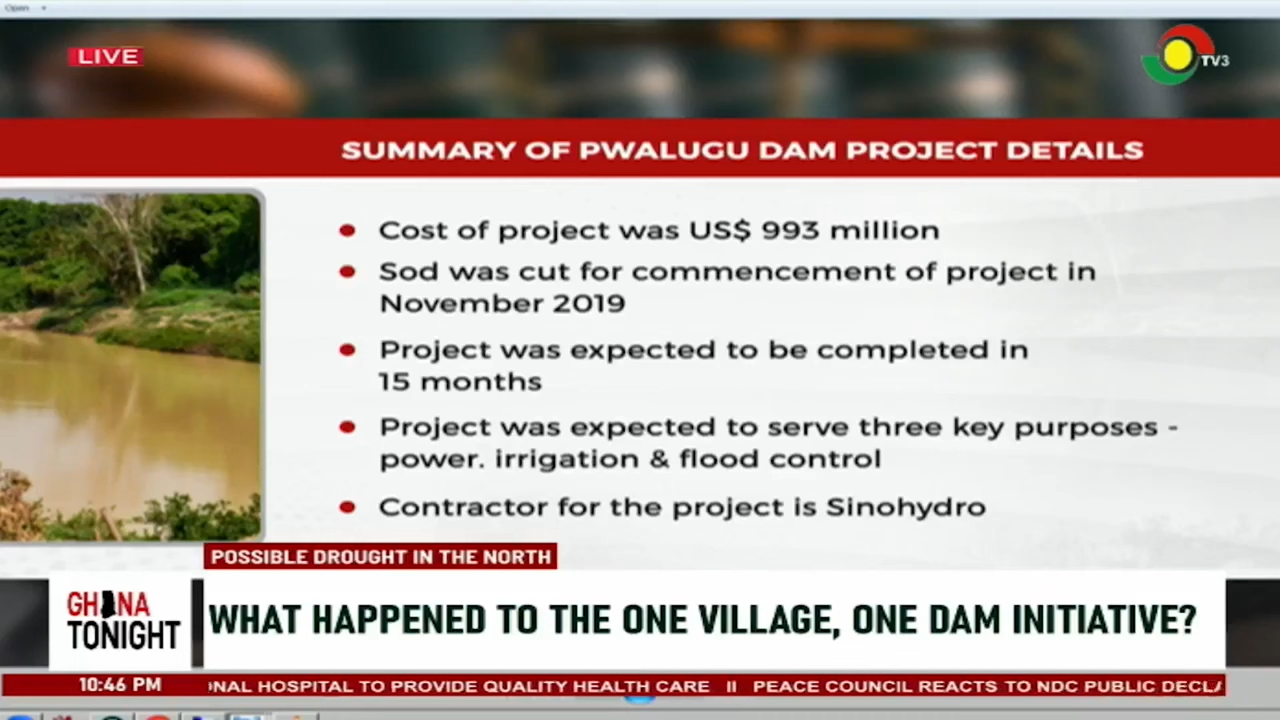 Open
LIVE
TV3
SUMMARY OF PWALUGU DAM PROJECT DETAILS
Cost of project was US$ 993 million
Sod was cut for commencement of project in
November 2019
Project was expected to be completed in
15 months
Project was expected to serve three key purposes -
power. irrigation & flood control
Contractor for the project is Sinohydro
POSSIBLE DROUGHT IN THE NORTH
GHANA
TONIGHT
WHAT HAPPENED TO THE ONE VILLAGE, ONE DAM INITIATIVE?
10:46 PM
HOSPITAL TO PROVIDE QUALITY HEALTH CARE II PEACE COUNCIL REACTS TO NDC PUBLIC